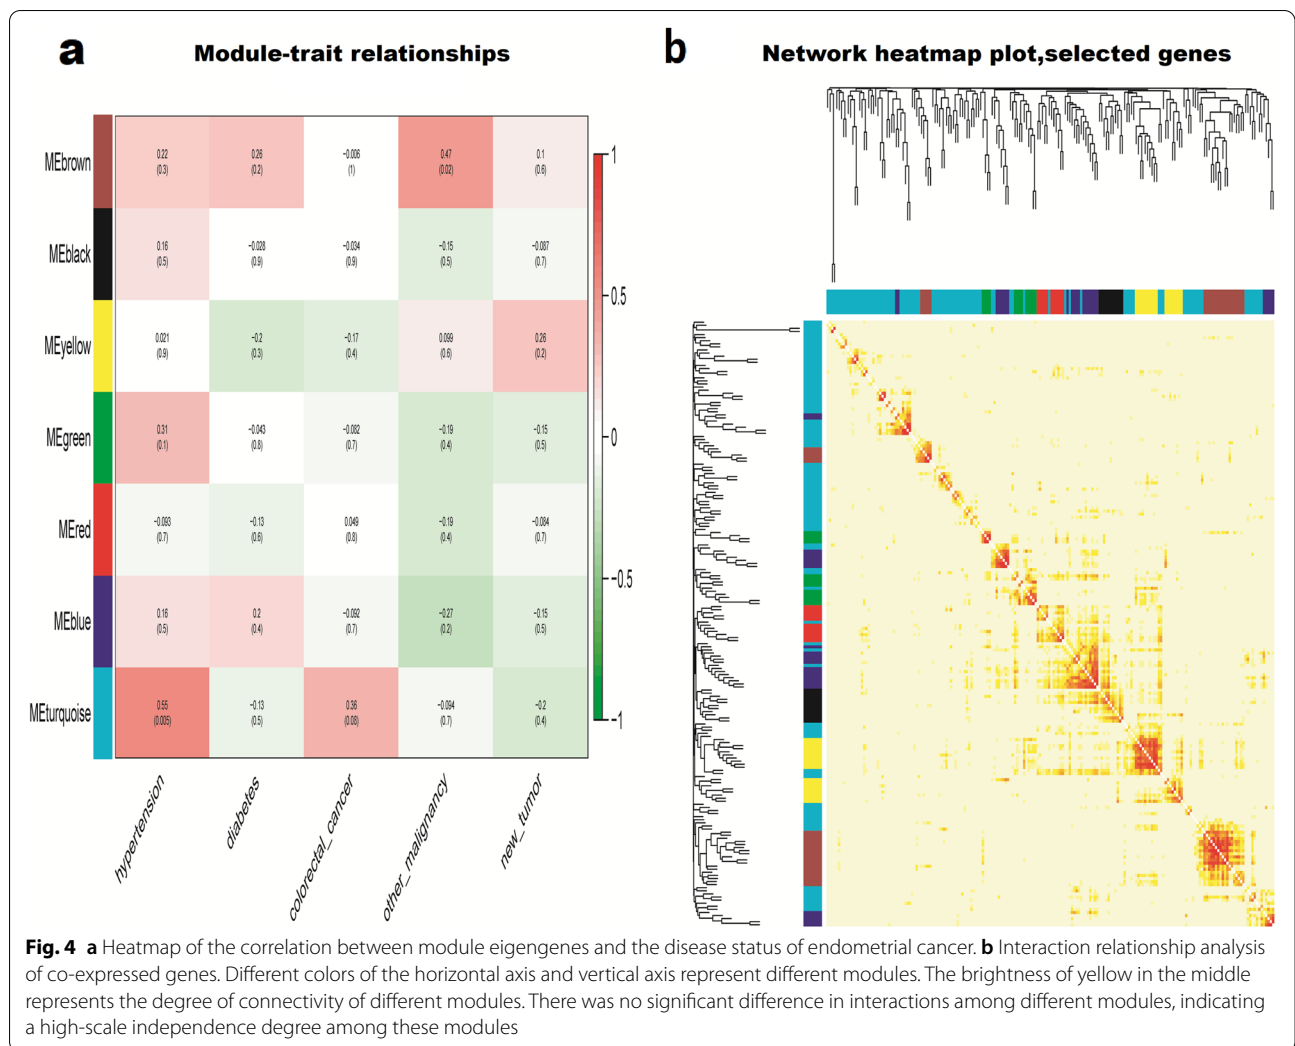 a
Module-trait relationships
MEbrown
0.22 0.26 −0.006 0.47 0.1
(0.3) (0.2) (1) (0.02) (0.6)
MEblack
0.16 −0.028 −0.034 −0.15 −0.087
(0.5) (0.9) (0.9) (0.5) (0.7)
MEyellow
0.021 −0.2 −0.17 0.099 0.26
(0.9) (0.3) (0.4) (0.6) (0.2)
MEgreen
0.31 −0.043 −0.082 −0.19 −0.15
(0.1) (0.8) (0.7) (0.4) (0.5)
MEred
−0.093 −0.13 0.049 −0.19 −0.084
(0.7) (0.6) (0.8) (0.4) (0.7)
MEblue
0.16 0.2 −0.092 −0.27 −0.15
(0.5) (0.4) (0.7) (0.2) (0.5)
MEturquoise
0.55 −0.13 0.36 −0.094 −0.2
(0.005) (0.5) (0.08) (0.7) (0.4)
hypertension
diabetes
colorectal_cancer
other_malignancy
new_tumor
1
0.5
0
−0.5
−1
b
Network heatmap plot,selected genes
Fig. 4 a Heatmap of the correlation between module eigengenes and the disease status of endometrial cancer. b Interaction relationship analysis
of co-expressed genes. Different colors of the horizontal axis and vertical axis represent different modules. The brightness of yellow in the middle
represents the degree of connectivity of different modules. There was no significant difference in interactions among different modules, indicating
a high-scale independence degree among these modules